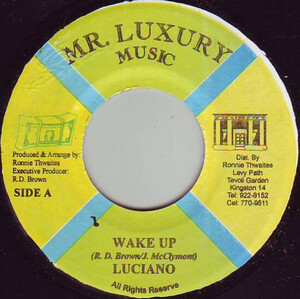 MR. LUXURY
MUSIC
Produced & Arrange by:
Ronnie Thwaites
Executive Producer:
R.D. Brown
SIDE A
Dist. By
Ronnie Thwaites
Levy Path
Tevoli Garden
Kingston 14
Tel: 922-8152
Cel: 770-9511
WAKE UP
(R. D. Brown/J. McClymont)
LUCIANO
All Rights Reserve